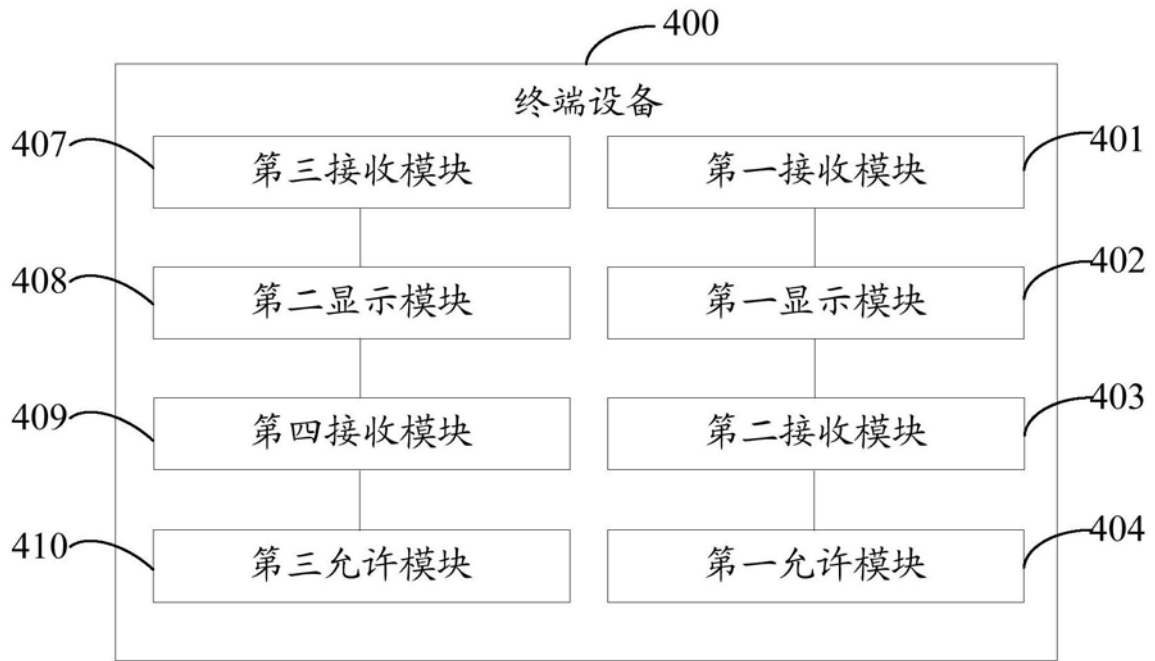 400
终端设备
407 第三接收模块 第一接收模块 401
408 第二显示模块 第一显示模块 402
409 第四接收模块 第二接收模块 403
410 第三允许模块 第一允许模块 404